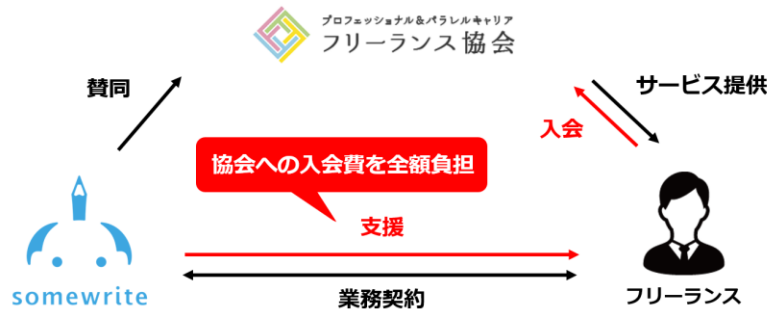 プロフェッショナル&パラレルキャリア
フリーランス協会
賛同
サービス提供
入会
協会への入会費を全額負担
支援
somewrite
業務契約
フリーランス